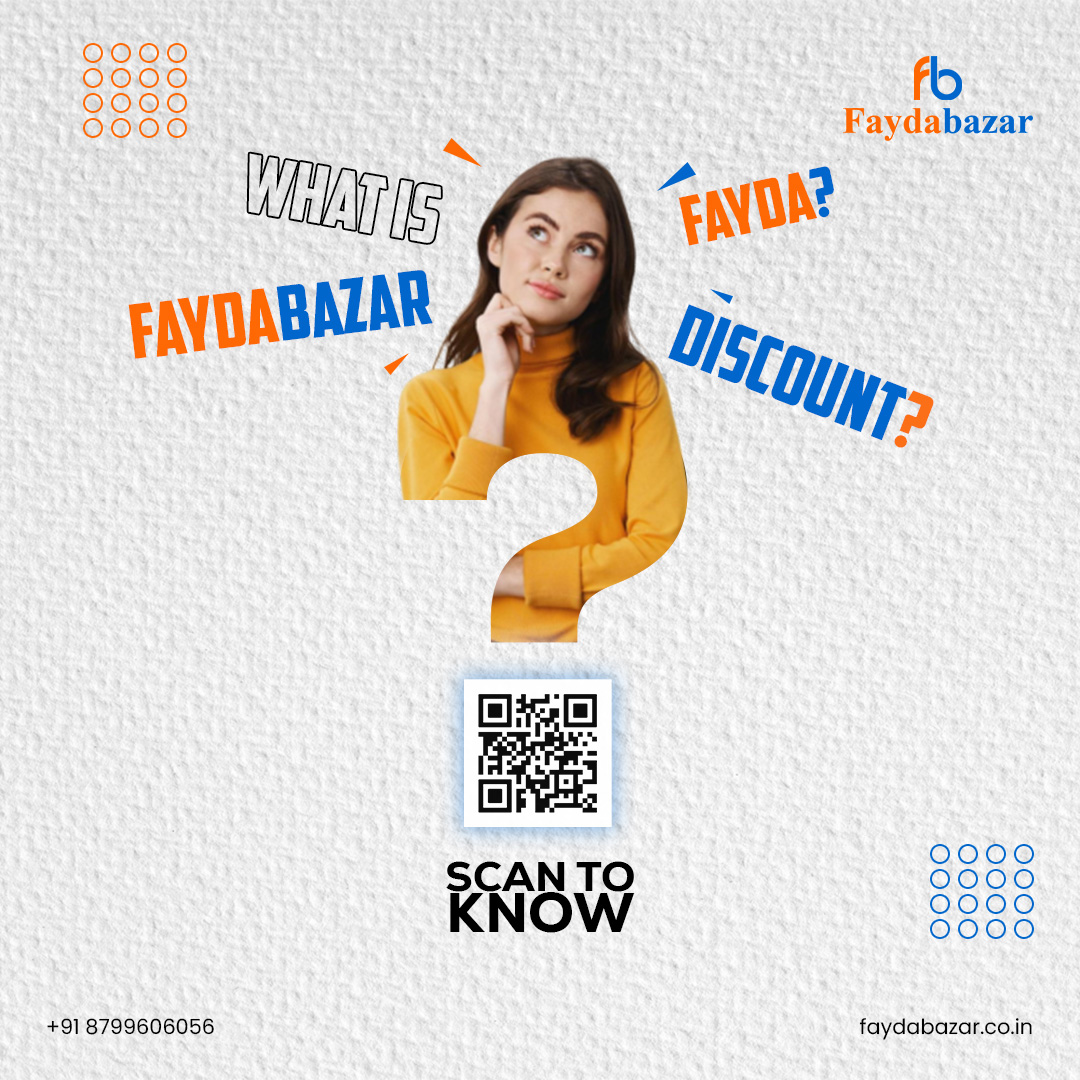 fb
Faydabazar
WHAT IS
FAYDABAZAR
FAYDA?
DISCOUNT?
SCAN TO
KNOW
+91 8799606056
faydabazar.co.in